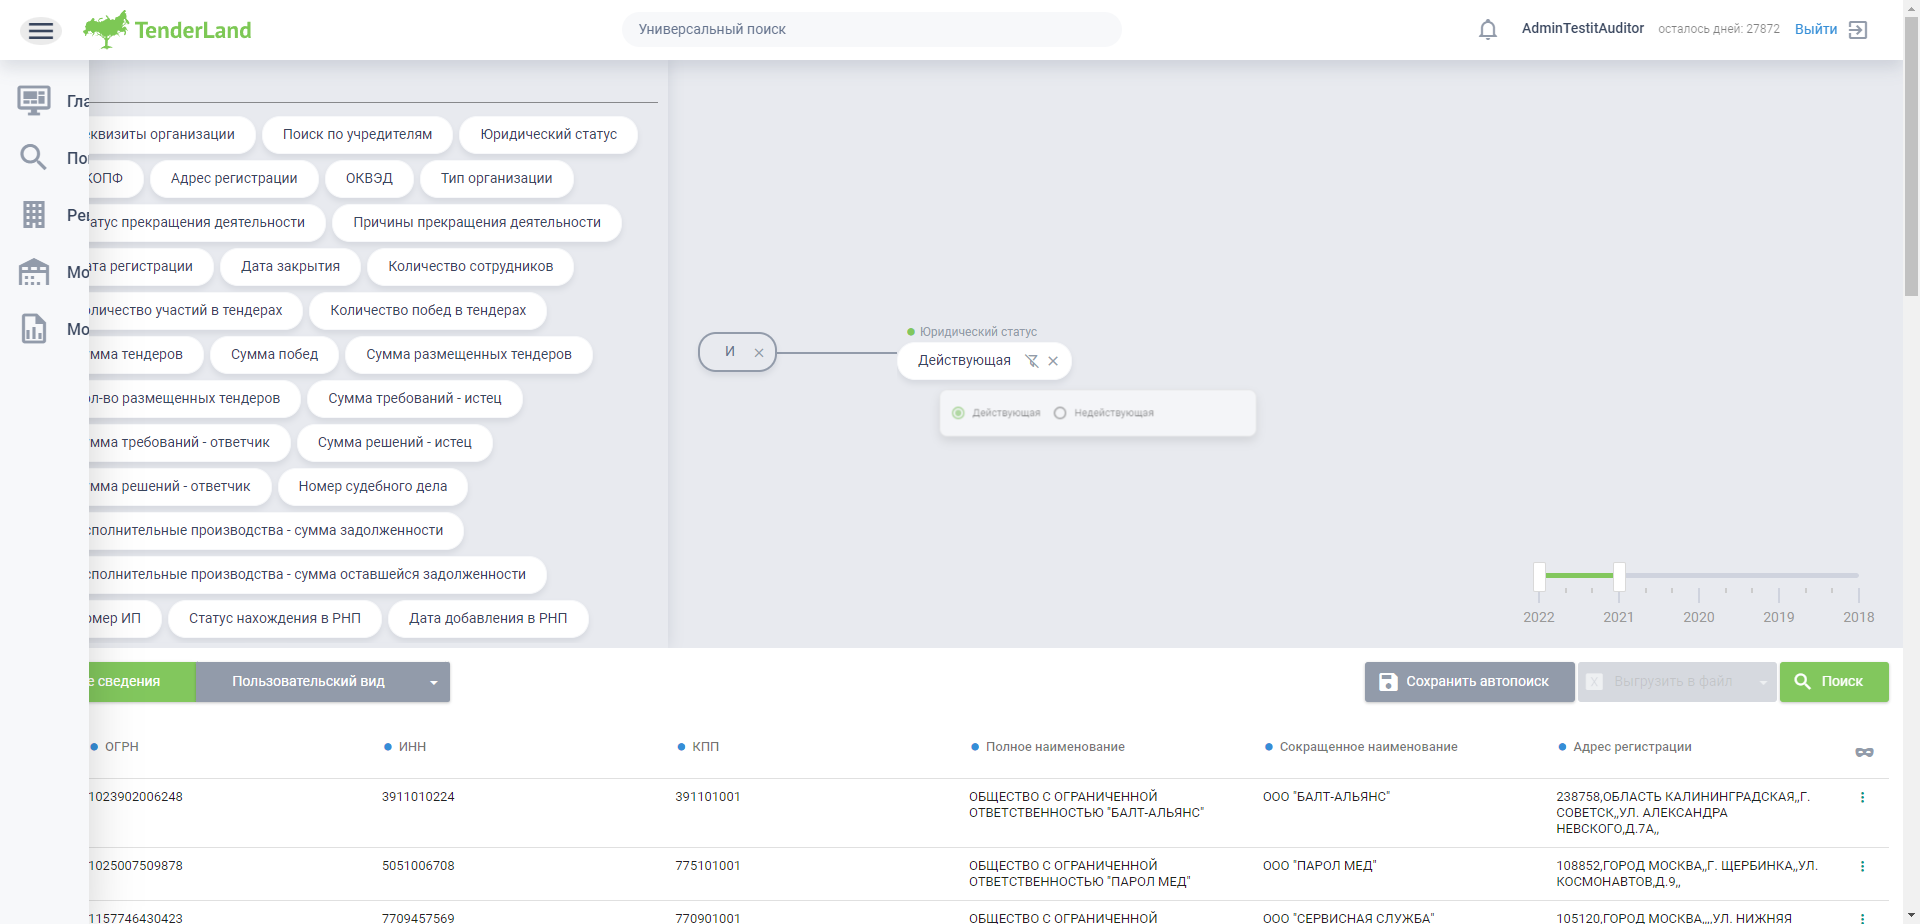 TenderLand
Универсальный поиск
AdminTestitAuditor
осталось дней: 27872
Выйти
Гла
По
Ре
Мо
Мо
еквизиты организации
Поиск по учредителям
Юридический статус
КОПФ
Адрес регистрации
ОКВЭД
Тип организации
атус прекращения деятельности
Причины прекращения деятельности
ата регистрации
Дата закрытия
Количество сотрудников
оличество участий в тендерах
Количество побед в тендерах
умма тендеров
Сумма побед
Сумма размещенных тендеров
ол-во размещенных тендеров
Сумма требований - истец
умма требований - ответчик
Сумма решений - истец
умма решений - ответчик
Номер судебного дела
сполнительные производства - сумма задолженности
сполнительные производства - сумма оставшейся задолженности
омер ИП
Статус нахождения в РНП
Дата добавления в РНП
И
Юридический статус
Действующая
Действующая
Недействующая
2022
2021
2020
2019
2018
е сведения
Пользовательский вид
Сохранить автопоиск
Выгрузить в файл
Поиск
ОГРН
ИНН
КПП
Полное наименование
Сокращенное наименование
Адрес регистрации
1023902006248
3911010224
391101001
ОБЩЕСТВО С ОГРАНИЧЕННОЙ
ОТВЕТСТВЕННОСТЬЮ "БАЛТ-АЛЬЯНС"
ООО "БАЛТ-АЛЬЯНС"
238758,ОБЛАСТЬ КАЛИНИНГРАДСКАЯ,,Г.
СОВЕТСК,,УЛ. АЛЕКСАНДРА
НЕВСКОГО,Д.7А,,
1025007509878
5051006708
775101001
ОБЩЕСТВО С ОГРАНИЧЕННОЙ
ОТВЕТСТВЕННОСТЬЮ "ПАРОЛ МЕД"
ООО "ПАРОЛ МЕД"
108852,ГОРОД МОСКВА,,Г. ЩЕРБИНКА,,УЛ.
КОСМОНАВТОВ,Д.9,,
1157746430423
7709457569
770901001
ОБЩЕСТВО С ОГРАНИЧЕННОЙ
ООО "СЕРВИСНАЯ СЛУЖБА"
105120,ГОРОД МОСКВА,,,,УЛ. НИЖНЯЯ